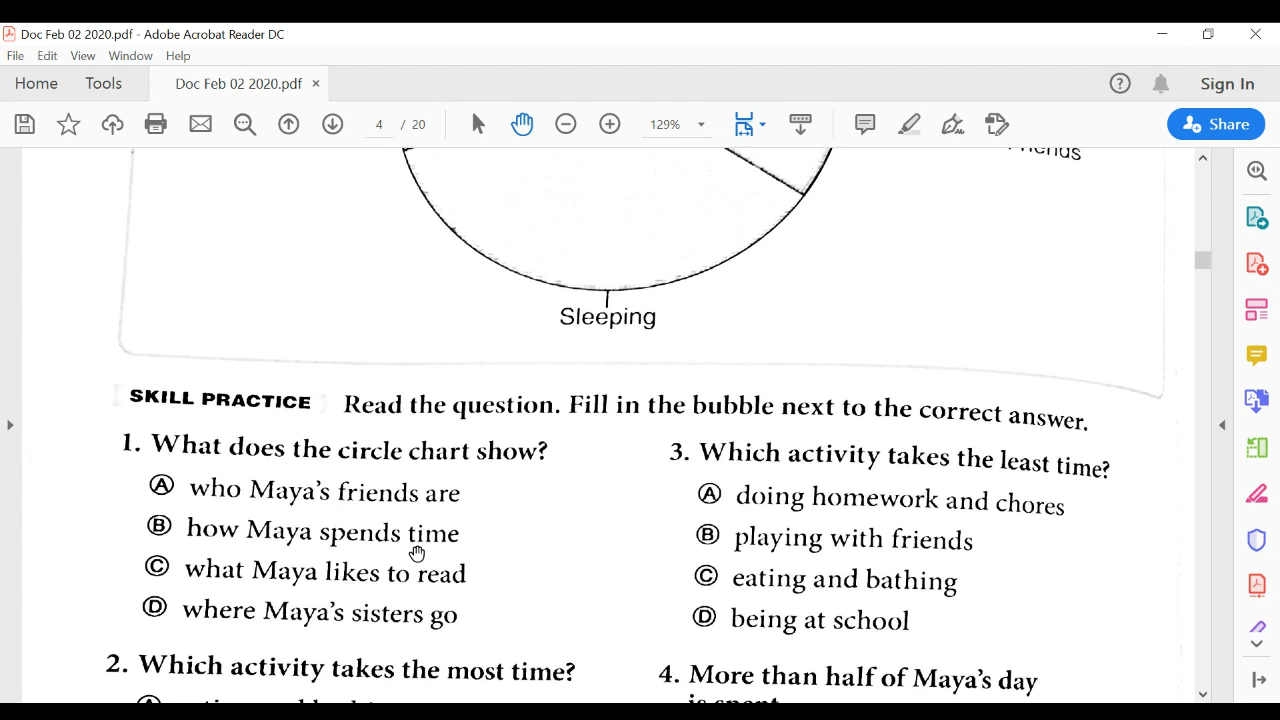 Doc Feb 02 2020.pdf - Adobe Acrobat Reader DC
File Edit View Window Help
Home Tools Doc Feb 02 2020.pdf × Sign In
4 / 20 129% Share
Friends
Sleeping
SKILL PRACTICE Read the question. Fill in the bubble next to the correct answer.
1. What does the circle chart show?
A who Maya's friends are
B how Maya spends time
C what Maya likes to read
D where Maya's sisters go
2. Which activity takes the most time?
A
3. Which activity takes the least time?
A doing homework and chores
B playing with friends
C eating and bathing
D being at school
4. More than half of Maya's day
is spent